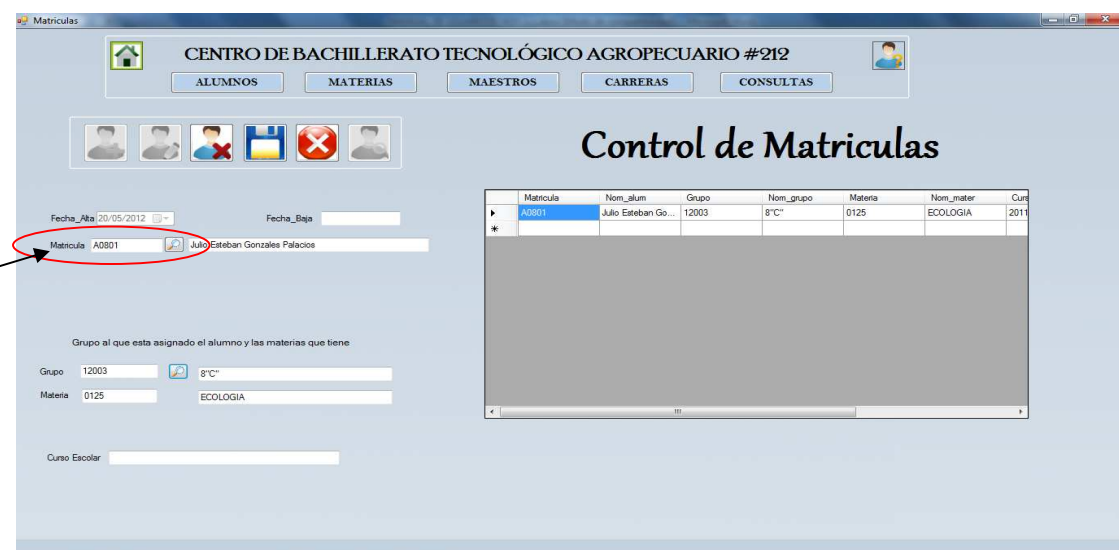 Matriculas
CENTRO DE BACHILLERATO TECNOLÓGICO AGROPECUARIO #212
ALUMNOS MATERIAS MAESTROS CARRERAS CONSULTAS
Control de Matriculas
Fecha_Alta 20/05/2012 Fecha_Baja
Matricula A0801 Julio Esteban Gonzales Palacios
Matricula Nom_alum Grupo Nom_grupo Materia Nom_mater Curs
A0801 Julio Esteban Go... 12003 8"C" 0125 ECOLOGIA 2011
Grupo al que esta asignado el alumno y las materias que tiene
Grupo 12003 8"C"
Materia 0125 ECOLOGIA
Curso Escolar